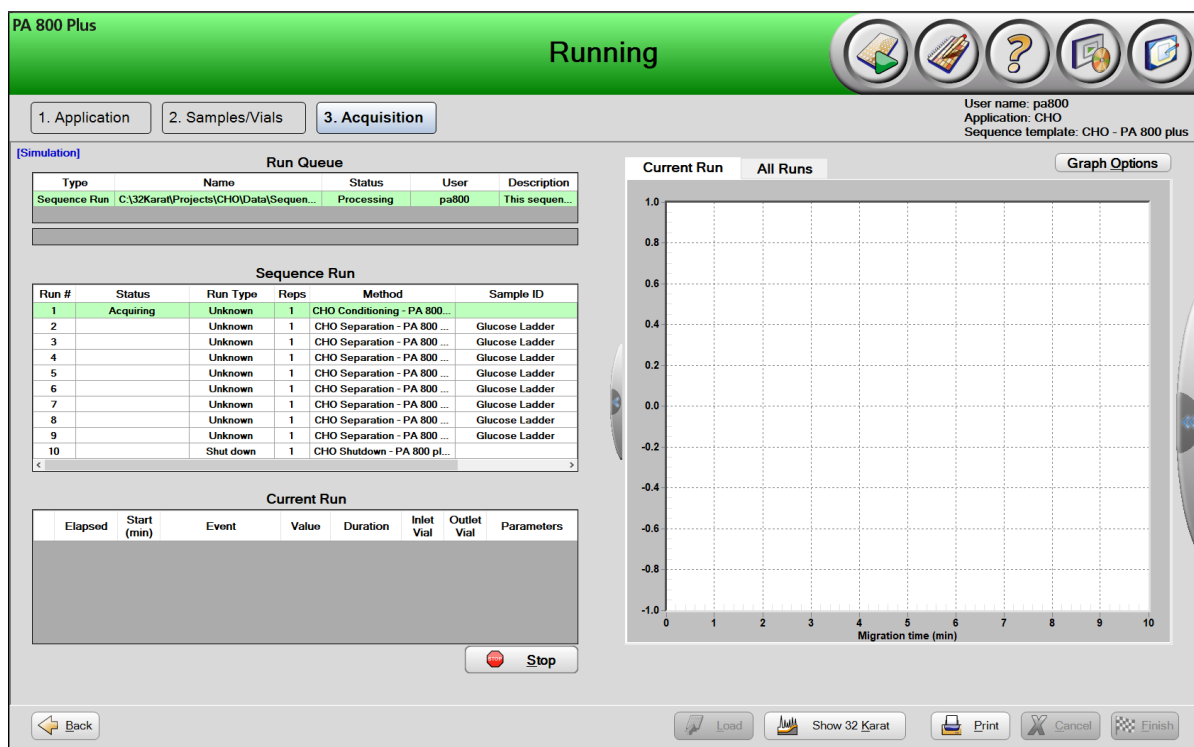 PA 800 Plus
Running
1. Application
2. Samples/Vials
3. Acquisition
User name: pa800
Application: CHO
Sequence template: CHO - PA 800 plus
[Simulation]
Run Queue
Type Name Status User Description
Sequence Run C:\32Karat\Projects\CHO\Data\Sequen... Processing pa800 This sequen...
Sequence Run
Run # Status Run Type Reps Method Sample ID
1 Acquiring Unknown 1 CHO Conditioning - PA 800...
2 Unknown 1 CHO Separation - PA 800 ... Glucose Ladder
3 Unknown 1 CHO Separation - PA 800 ... Glucose Ladder
4 Unknown 1 CHO Separation - PA 800 ... Glucose Ladder
5 Unknown 1 CHO Separation - PA 800 ... Glucose Ladder
6 Unknown 1 CHO Separation - PA 800 ... Glucose Ladder
7 Unknown 1 CHO Separation - PA 800 ... Glucose Ladder
8 Unknown 1 CHO Separation - PA 800 ... Glucose Ladder
9 Unknown 1 CHO Separation - PA 800 ... Glucose Ladder
10 Shut down 1 CHO Shutdown - PA 800 pl...
Current Run
Elapsed Start (min) Event Value Duration Inlet Vial Outlet Vial Parameters
STOP Stop
Current Run
All Runs
Graph Options
1.0
0.8
0.6
0.4
0.2
0.0
-0.2
-0.4
-0.6
-0.8
-1.0
0 1 2 3 4 5 6 7 8 9 10
Migration time (min)
Back
Load
Show 32 Karat
Print
Cancel
Finish